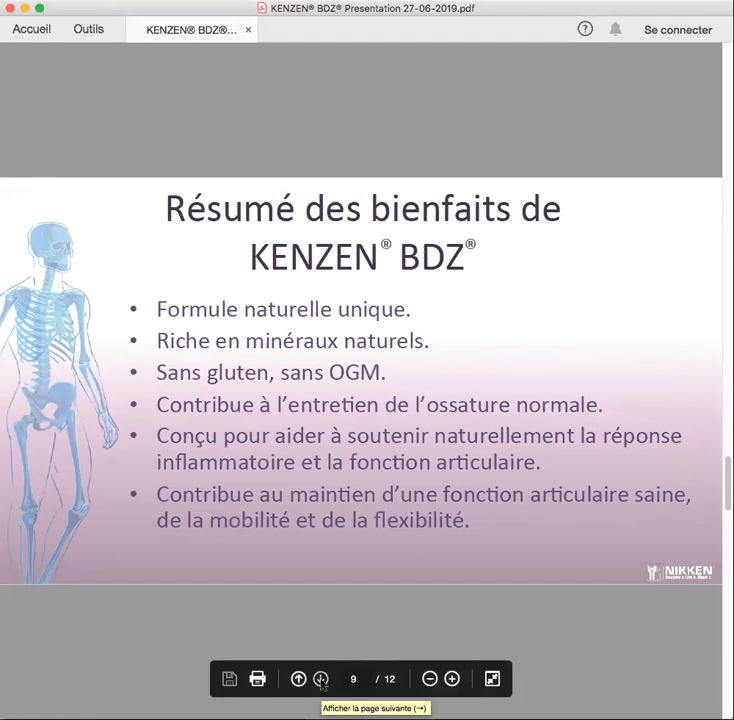 KENZEN® BDZ® Presentation 27-06-2019.pdf
Accueil Outils KENZEN® BDZ®... × ? Se connecter
Résumé des bienfaits de
KENZEN® BDZ®
• Formule naturelle unique.
• Riche en minéraux naturels.
• Sans gluten, sans OGM.
• Contribue à l’entretien de l’ossature normale.
• Conçu pour aider à soutenir naturellement la réponse
inflammatoire et la fonction articulaire.
• Contribue au maintien d’une fonction articulaire saine,
de la mobilité et de la flexibilité.
NIKKEN
9 / 12
Afficher la page suivante (→)